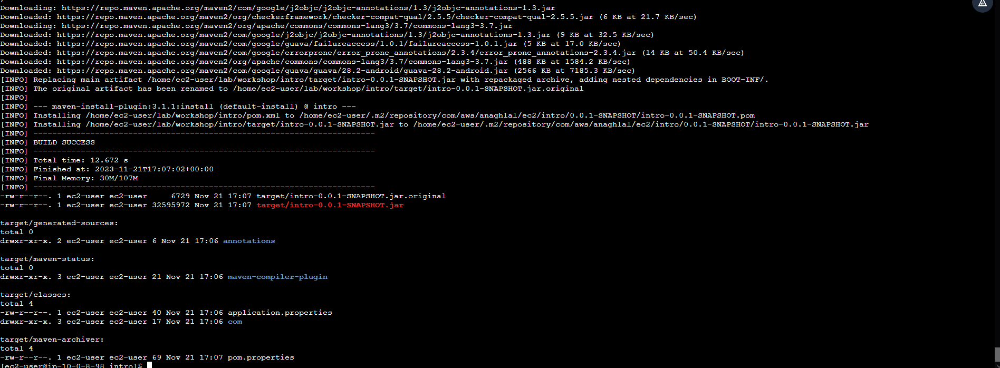 Downloading: https://repo.maven.apache.org/maven2/com/google/j2objc/j2objc-annotations/1.3/j2objc-annotations-1.3.jar
Downloaded: https://repo.maven.apache.org/maven2/org/checkerframework/checker-compat-qual/2.5.5/checker-compat-qual-2.5.5.jar (6 KB at 21.7 KB/sec)
Downloading: https://repo.maven.apache.org/maven2/org/apache/commons/commons-lang3/3.7/commons-lang3-3.7.jar
Downloaded: https://repo.maven.apache.org/maven2/com/google/j2objc/j2objc-annotations/1.3/j2objc-annotations-1.3.jar (9 KB at 32.5 KB/sec)
Downloaded: https://repo.maven.apache.org/maven2/com/google/guava/failureaccess/1.0.1/failureaccess-1.0.1.jar (5 KB at 17.0 KB/sec)
Downloaded: https://repo.maven.apache.org/maven2/com/google/errorprone/error_prone_annotations/2.3.4/error_prone_annotations-2.3.4.jar (14 KB at 50.4 KB/sec)
Downloaded: https://repo.maven.apache.org/maven2/org/apache/commons/commons-lang3/3.7/commons-lang3-3.7.jar (488 KB at 1584.2 KB/sec)
Downloaded: https://repo.maven.apache.org/maven2/com/google/guava/guava/28.2-android/guava-28.2-android.jar (2566 KB at 7185.3 KB/sec)
[INFO] Replacing main artifact /home/ec2-user/lab/workshop/intro/target/intro-0.0.1-SNAPSHOT.jar with repackaged archive, adding nested dependencies in BOOT-INF/.
[INFO] The original artifact has been renamed to /home/ec2-user/lab/workshop/intro/target/intro-0.0.1-SNAPSHOT.jar.original
[INFO]
[INFO] --- maven-install-plugin:3.1.1:install (default-install) @ intro ---
[INFO] Installing /home/ec2-user/lab/workshop/intro/pom.xml to /home/ec2-user/.m2/repository/com/aws/anaghlal/ec2/intro/0.0.1-SNAPSHOT/intro-0.0.1-SNAPSHOT.pom
[INFO] Installing /home/ec2-user/lab/workshop/intro/target/intro-0.0.1-SNAPSHOT.jar to /home/ec2-user/.m2/repository/com/aws/anaghlal/ec2/intro/0.0.1-SNAPSHOT/intro-0.0.1-SNAPSHOT.jar
[INFO] ------------------------------------------------------------------------
[INFO] BUILD SUCCESS
[INFO] ------------------------------------------------------------------------
[INFO] Total time: 12.672 s
[INFO] Finished at: 2023-11-21T17:07:02+00:00
[INFO] Final Memory: 30M/107M
[INFO] ------------------------------------------------------------------------
-rw-r--r--. 1 ec2-user ec2-user     6729 Nov 21 17:07 target/intro-0.0.1-SNAPSHOT.jar.original
-rw-r--r--. 1 ec2-user ec2-user 32595972 Nov 21 17:07 target/intro-0.0.1-SNAPSHOT.jar
target/generated-sources:
total 0
drwxr-xr-x. 2 ec2-user ec2-user 6 Nov 21 17:06 annotations
target/maven-status:
total 0
drwxr-xr-x. 3 ec2-user ec2-user 21 Nov 21 17:06 maven-compiler-plugin
target/classes:
total 4
-rw-r--r--. 1 ec2-user ec2-user 40 Nov 21 17:06 application.properties
drwxr-xr-x. 3 ec2-user ec2-user 17 Nov 21 17:06 com
target/maven-archiver:
total 4
-rw-r--r--. 1 ec2-user ec2-user 69 Nov 21 17:07 pom.properties
[ec2-user@ip-10-0-8-98 intro]$